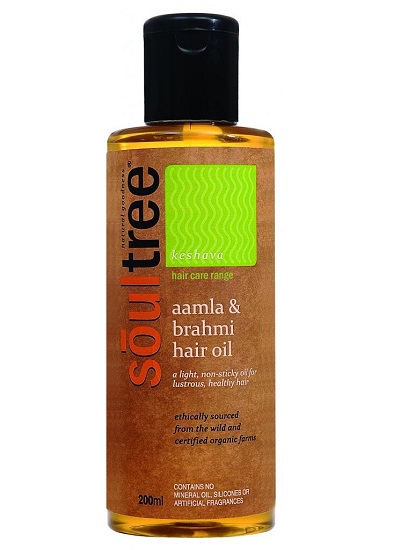 natural goodness
sōultree®
keshava
hair care range
aamla &
brahmi
hair oil
a light, non-sticky oil for
lustrous, healthy hair
ethically sourced
from the wild and
certified organic farms
200ml
CONTAINS NO
MINERAL OIL, SILICONES OR
ARTIFICIAL FRAGRANCES